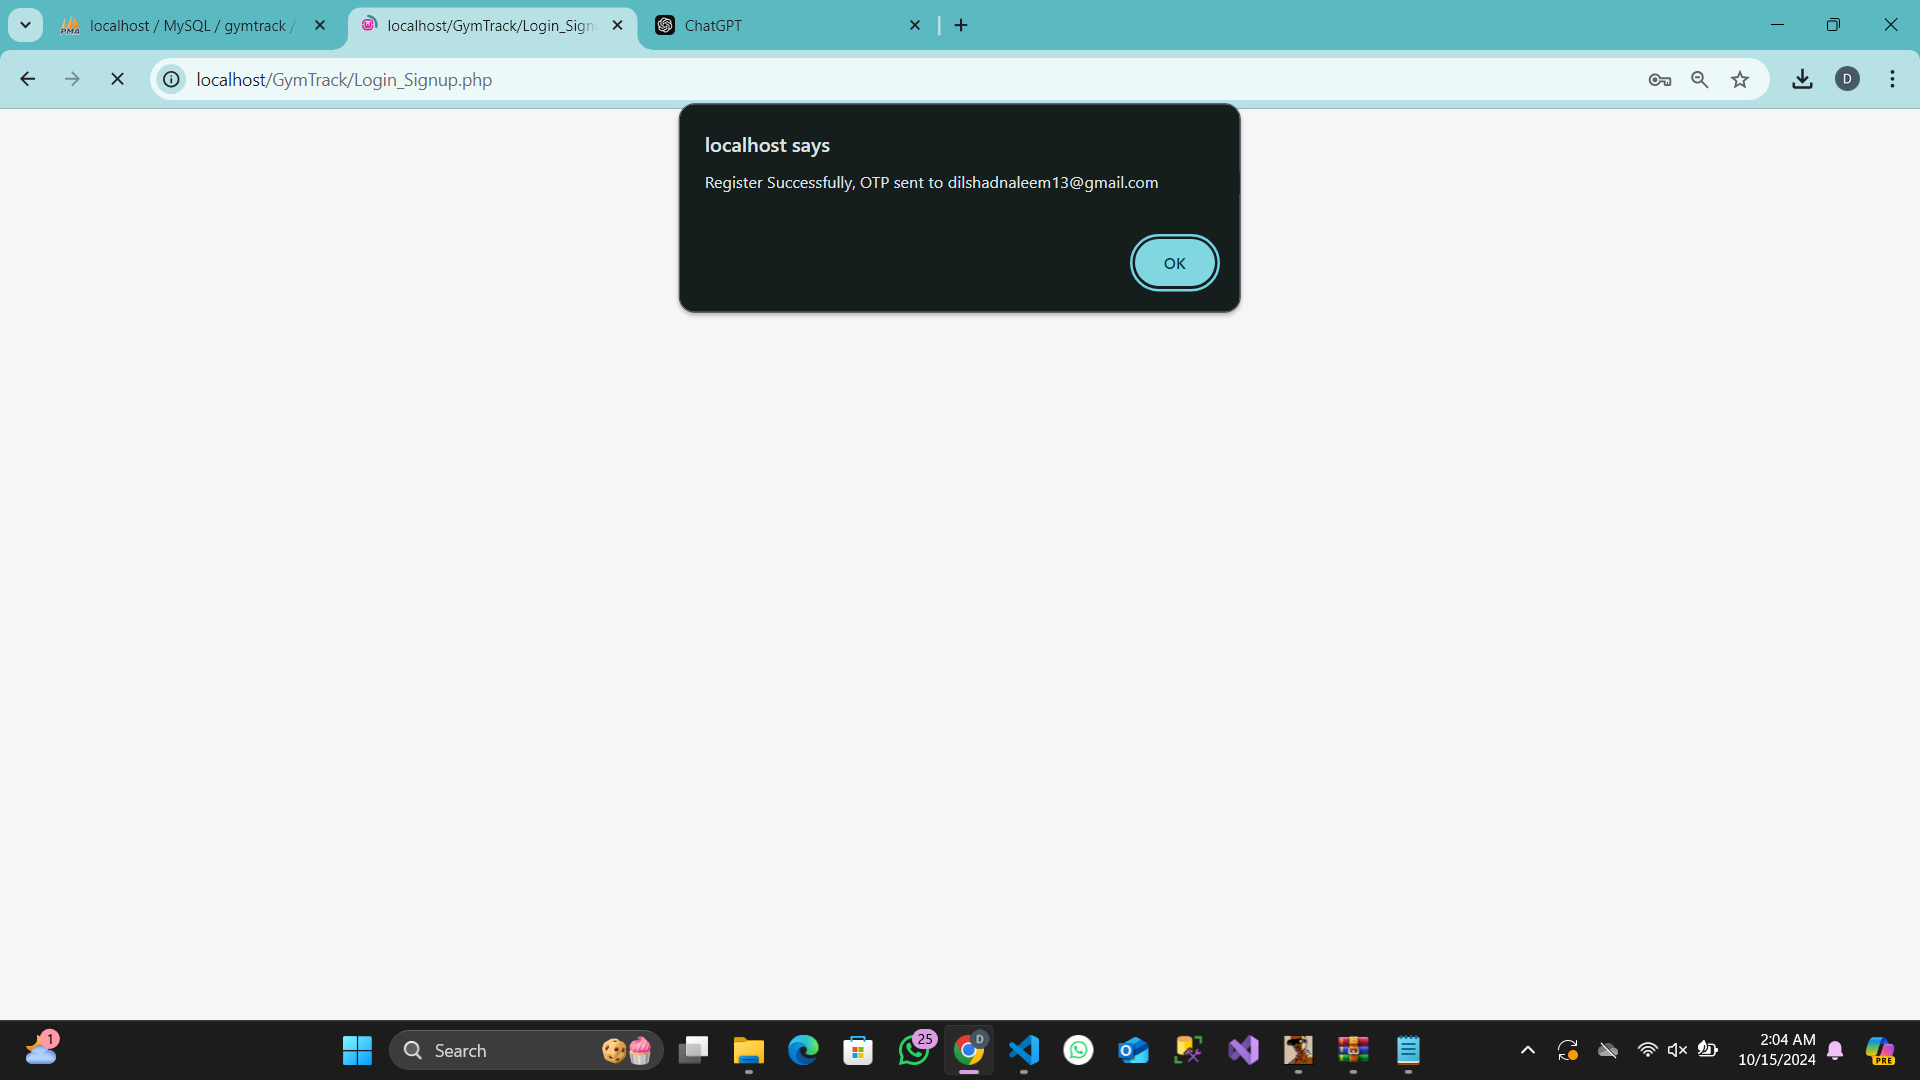 localhost / MySQL / gymtrack /
localhost/GymTrack/Login_Sign
ChatGPT
localhost/GymTrack/Login_Signup.php
D
localhost says
Register Successfully, OTP sent to dilshadnaleem13@gmail.com
OK
1
Search
25
D
2:04 AM
10/15/2024
PRE